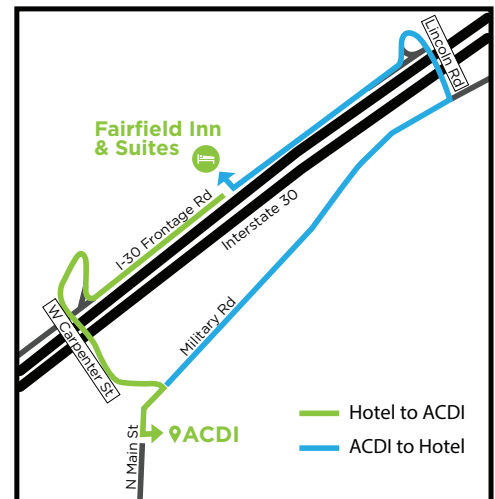 Lincoln Rd
Fairfield Inn
& Suites
I-30 Frontage Rd
Interstate 30
W Carpenter St
Military Rd
N Main St
ACDI
Hotel to ACDI
ACDI to Hotel